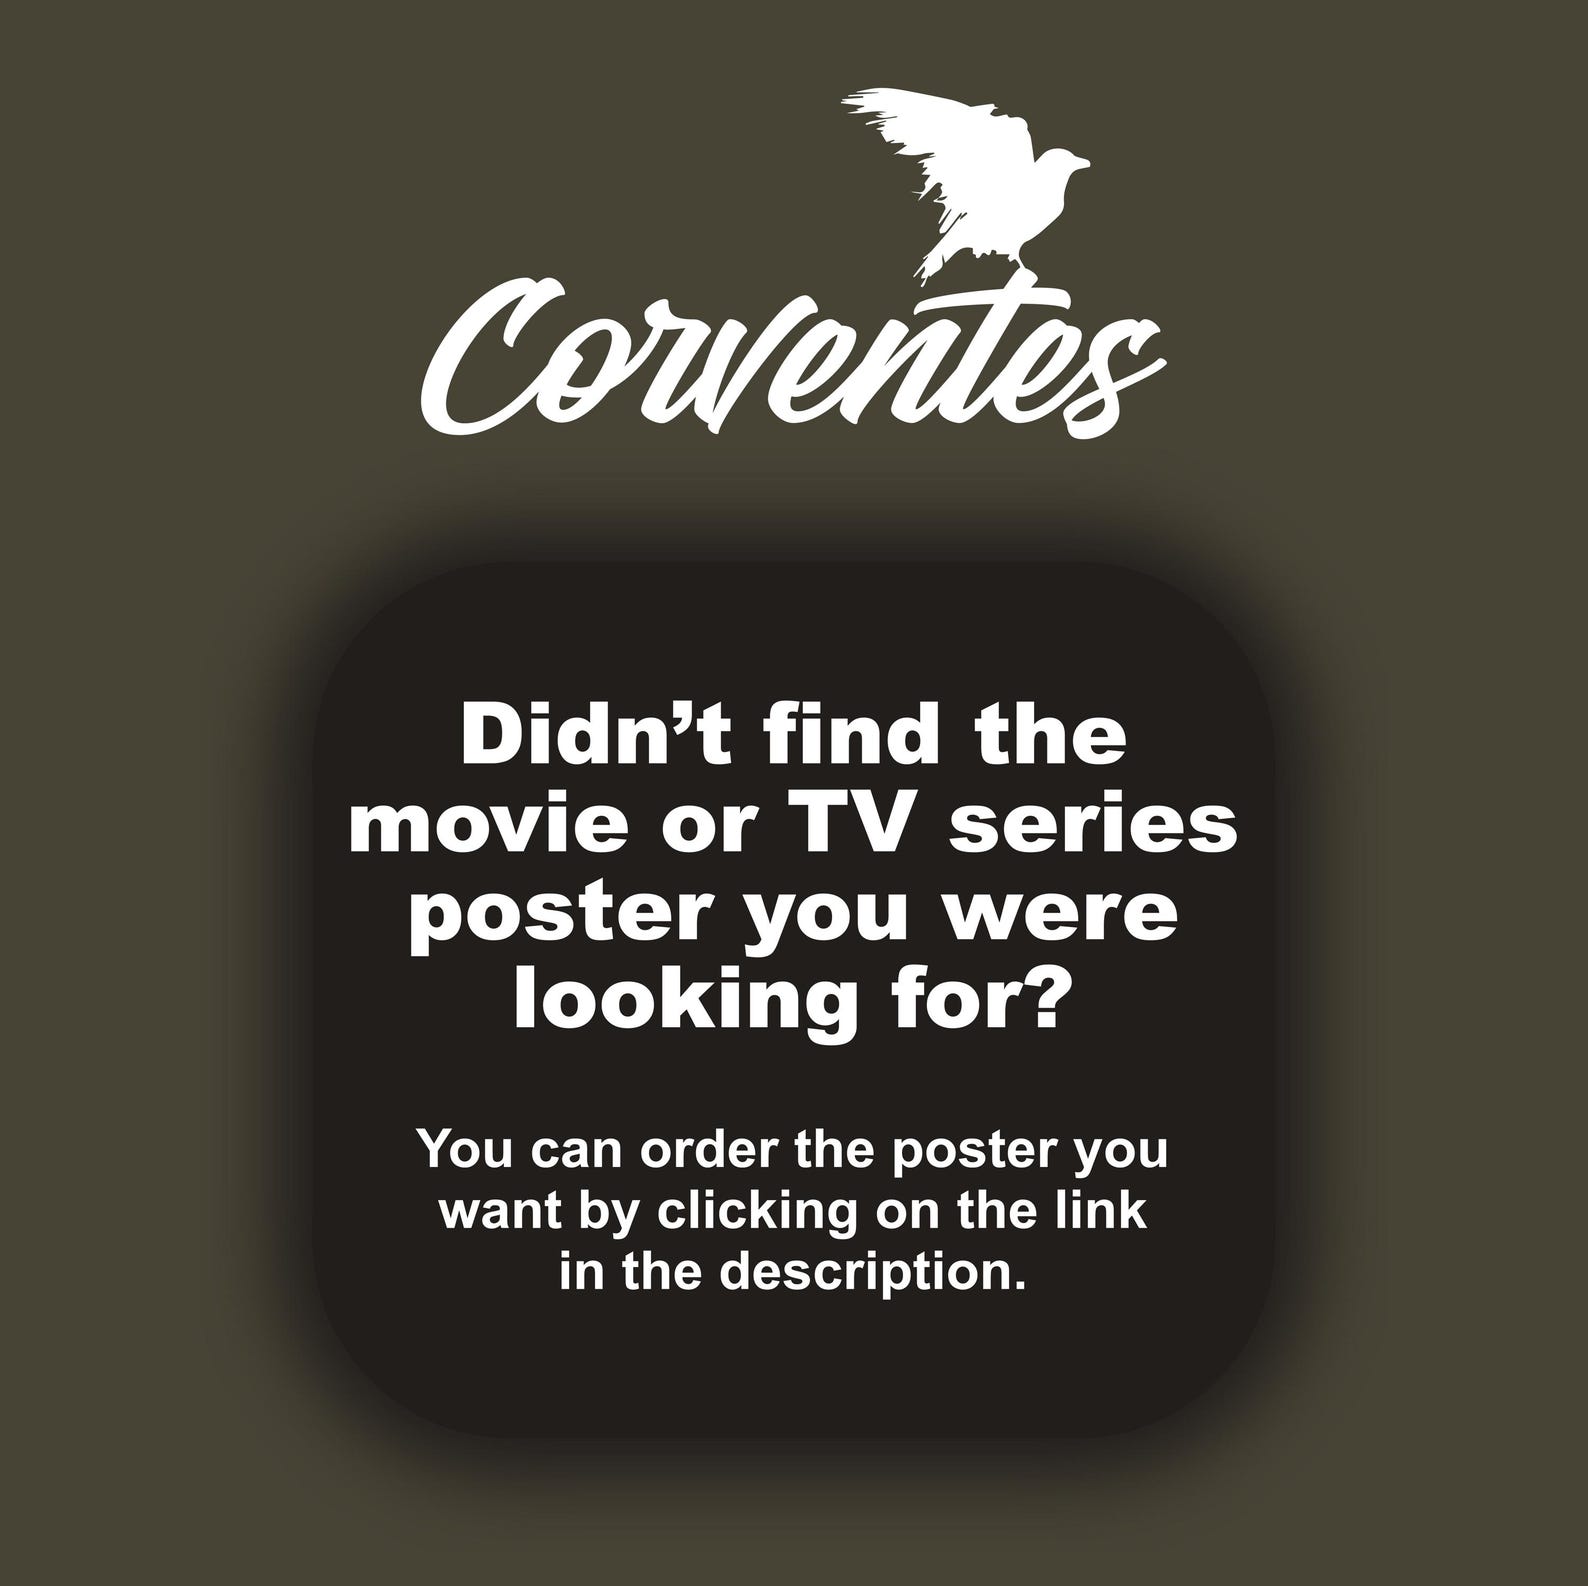 Corventes
Didn’t find the
movie or TV series
poster you were
looking for?
You can order the poster you
want by clicking on the link
in the description.